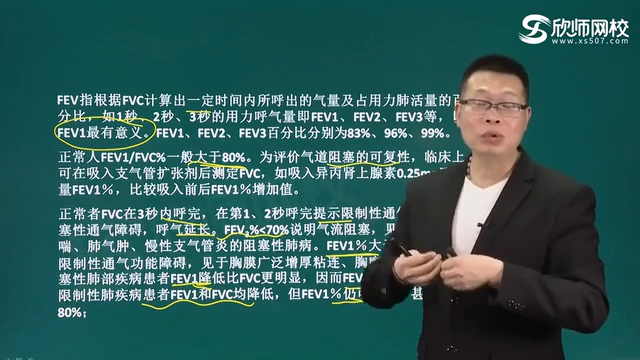 欣师网校
www.xs507.com
FEV指根据FVC计算出一定时间内所呼出的气量及占用力肺活量的百
分比，如1秒、2秒、3秒的用力呼气量即FEV1、FEV2、FEV3等，
FEV1最有意义。FEV1、FEV2、FEV3百分比分别为83%、96%、99%。
正常人FEV1/FVC%一般大于80%。为评价气道阻塞的可复性，临床上
可在吸入支气管扩张剂后测定FVC，如吸入异丙肾上腺素0.25m
量FEV1%，比较吸入前后FEV1%增加值。
正常者FVC在3秒内呼完，在第1、2秒呼完提示限制性通
塞性通气障碍，呼气延长。FEV1%<70%说明气流阻塞，见
喘、肺气肿、慢性支气管炎的阻塞性肺病。FEV1%大
限制性通气功能障碍，见于胸膜广泛增厚粘连、胸
塞性肺部疾病患者FEV1降低比FVC更明显，因而FEV
限制性肺疾病患者FEV1和FVC均降低，但FEV1%仍 甚
80%；